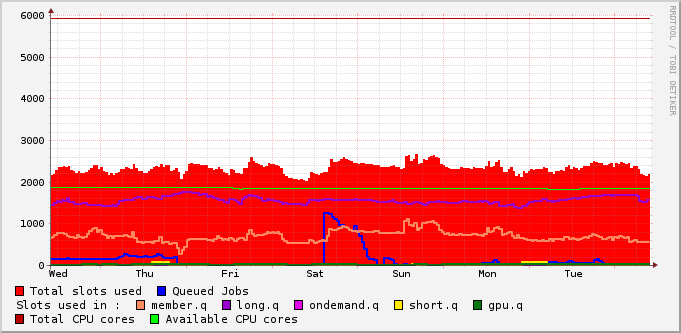 RRDTOOL / TOBI OETIKER
6000
5000
4000
3000
2000
1000
0
Wed Thu Fri Sat Sun Mon Tue
Total slots used Queued Jobs
Slots used in : member.q long.q ondemand.q short.q gpu.q
Total CPU cores Available CPU cores